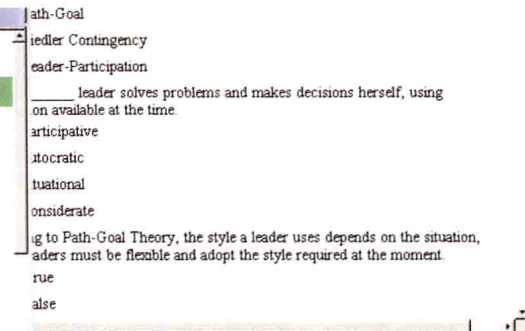 ath-Goal
iedler Contingency
eader-Participation
______ leader solves problems and makes decisions herself, using
on available at the time.
articipative
utocratic
tuational
onsiderate
g to Path-Goal Theory, the style a leader uses depends on the situation,
aders must be flexible and adopt the style required at the moment.
rue
alse